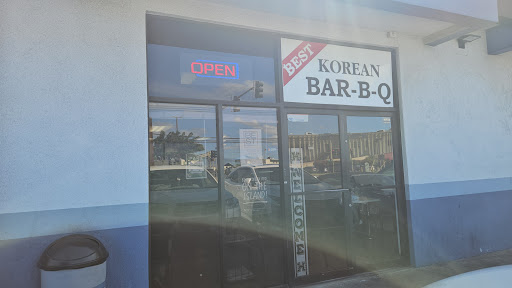 OPEN
BEST
KOREAN
BAR-B-Q
WELCOME